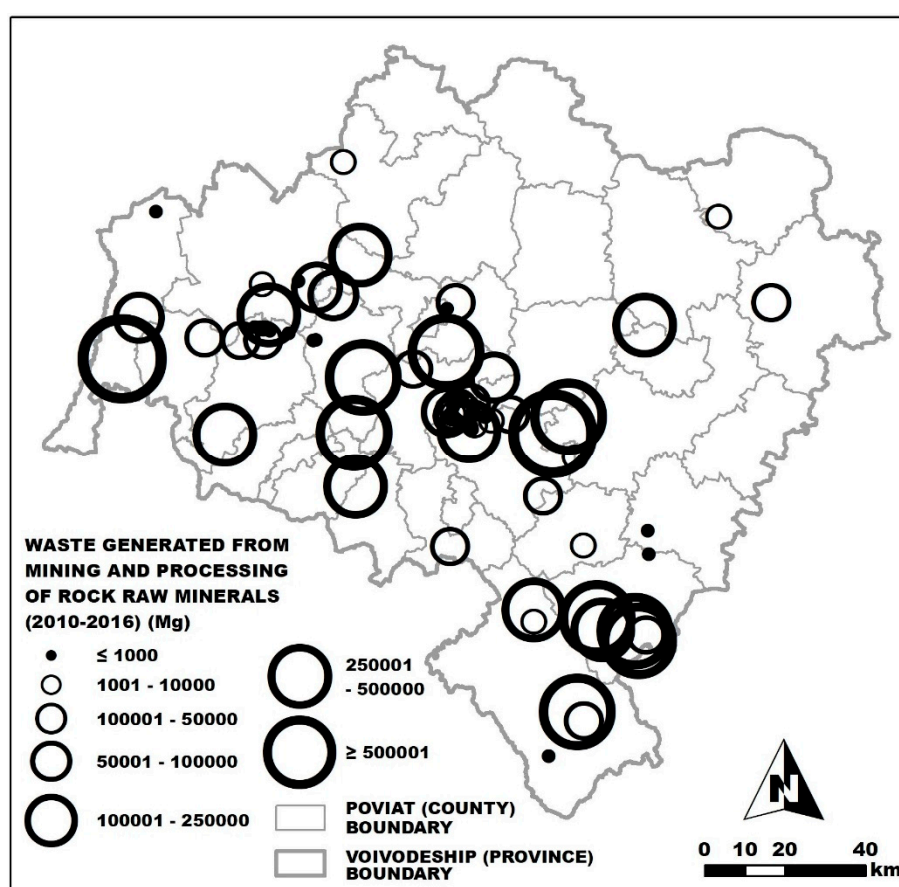 WASTE GENERATED FROM
MINING AND PROCESSING
OF ROCK RAW MINERALS
(2010-2016) (Mg)
≤ 1000
1001 - 10000
100001 - 50000
50001 - 100000
100001 - 250000
250001
- 500000
≥ 500001
POVIAT (COUNTY)
BOUNDARY
VOIVODESHIP (PROVINCE)
BOUNDARY
N
0 10 20 40
km